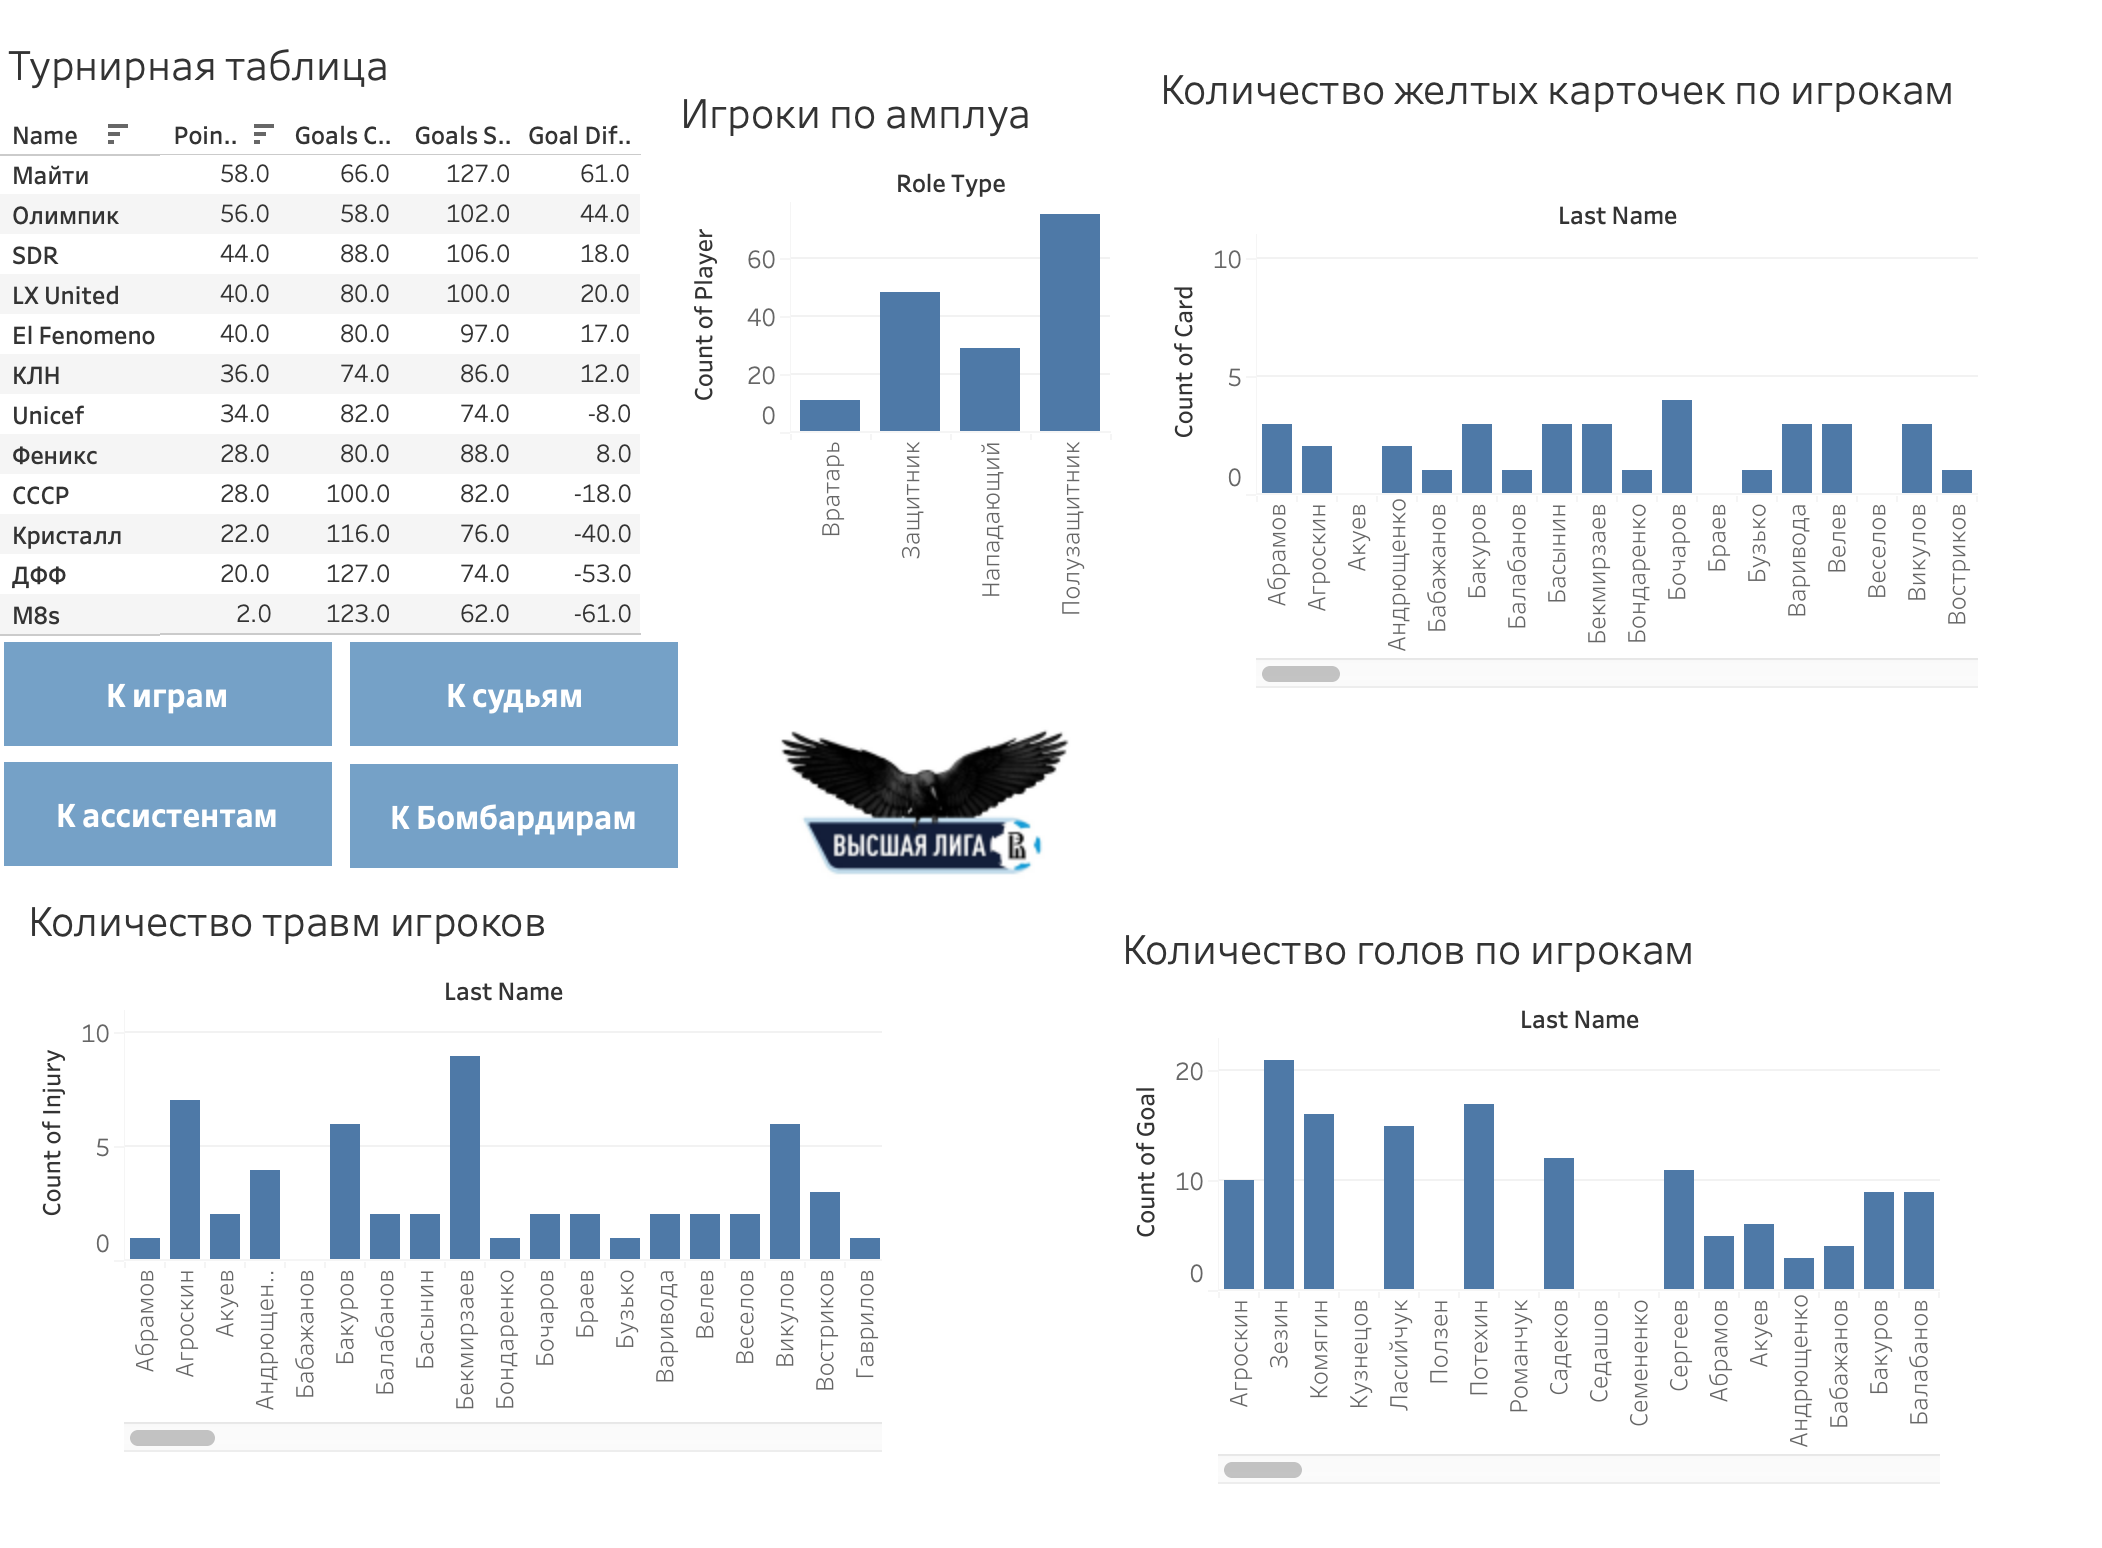 Турнирная таблица
Name Poin.. Goals C.. Goals S.. Goal Dif..
Майти 58.0 66.0 127.0 61.0
Олимпик 56.0 58.0 102.0 44.0
SDR 44.0 88.0 106.0 18.0
LX United 40.0 80.0 100.0 20.0
El Fenomeno 40.0 80.0 97.0 17.0
КЛН 36.0 74.0 86.0 12.0
Unicef 34.0 82.0 74.0 -8.0
Феникс 28.0 80.0 88.0 8.0
СССР 28.0 100.0 82.0 -18.0
Кристалл 22.0 116.0 76.0 -40.0
ДФФ 20.0 127.0 74.0 -53.0
M8s 2.0 123.0 62.0 -61.0
К играм
К судьям
К ассистентам
К Бомбардирам
Игроки по амплуа
Role Type
Count of Player
60
40
20
0
Вратарь
Защитник
Нападающий
Полузащитник
ВЫСШАЯ ЛИГА
Количество желтых карточек по игрокам
Last Name
Count of Card
10
5
0
Абрамов
Агроскин
Акуев
Андрющенко
Бабажанов
Бакуров
Балабанов
Басынин
Бекмирзаев
Бондаренко
Бочаров
Браев
Бузько
Варивода
Велев
Веселов
Викулов
Востриков
Количество травм игроков
Last Name
Count of Injury
10
5
0
Абрамов
Агроскин
Акуев
Андрющен..
Бабажанов
Бакуров
Балабанов
Басынин
Бекмирзаев
Бондаренко
Бочаров
Браев
Бузько
Варивода
Велев
Веселов
Викулов
Востриков
Гаврилов
Количество голов по игрокам
Last Name
Count of Goal
20
10
0
Агроскин
Зезин
Комягин
Кузнецов
Ласийчук
Ползен
Потехин
Романчук
Садеков
Седашов
Семененко
Сергеев
Абрамов
Акуев
Андрющенко
Бабажанов
Бакуров
Балабанов